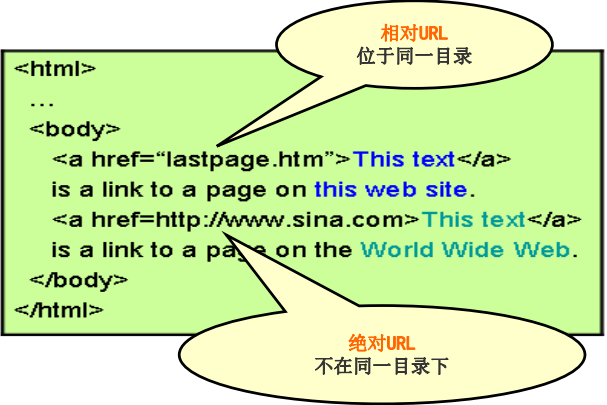 相对URL
位于同一目录
<html>
...
<body>
<a href=“lastpage.htm”>This text</a>
is a link to a page on this web site.
<a href=http://www.sina.com>This text</a>
is a link to a page on the World Wide Web.
</body>
</html>
绝对URL
不在同一目录下